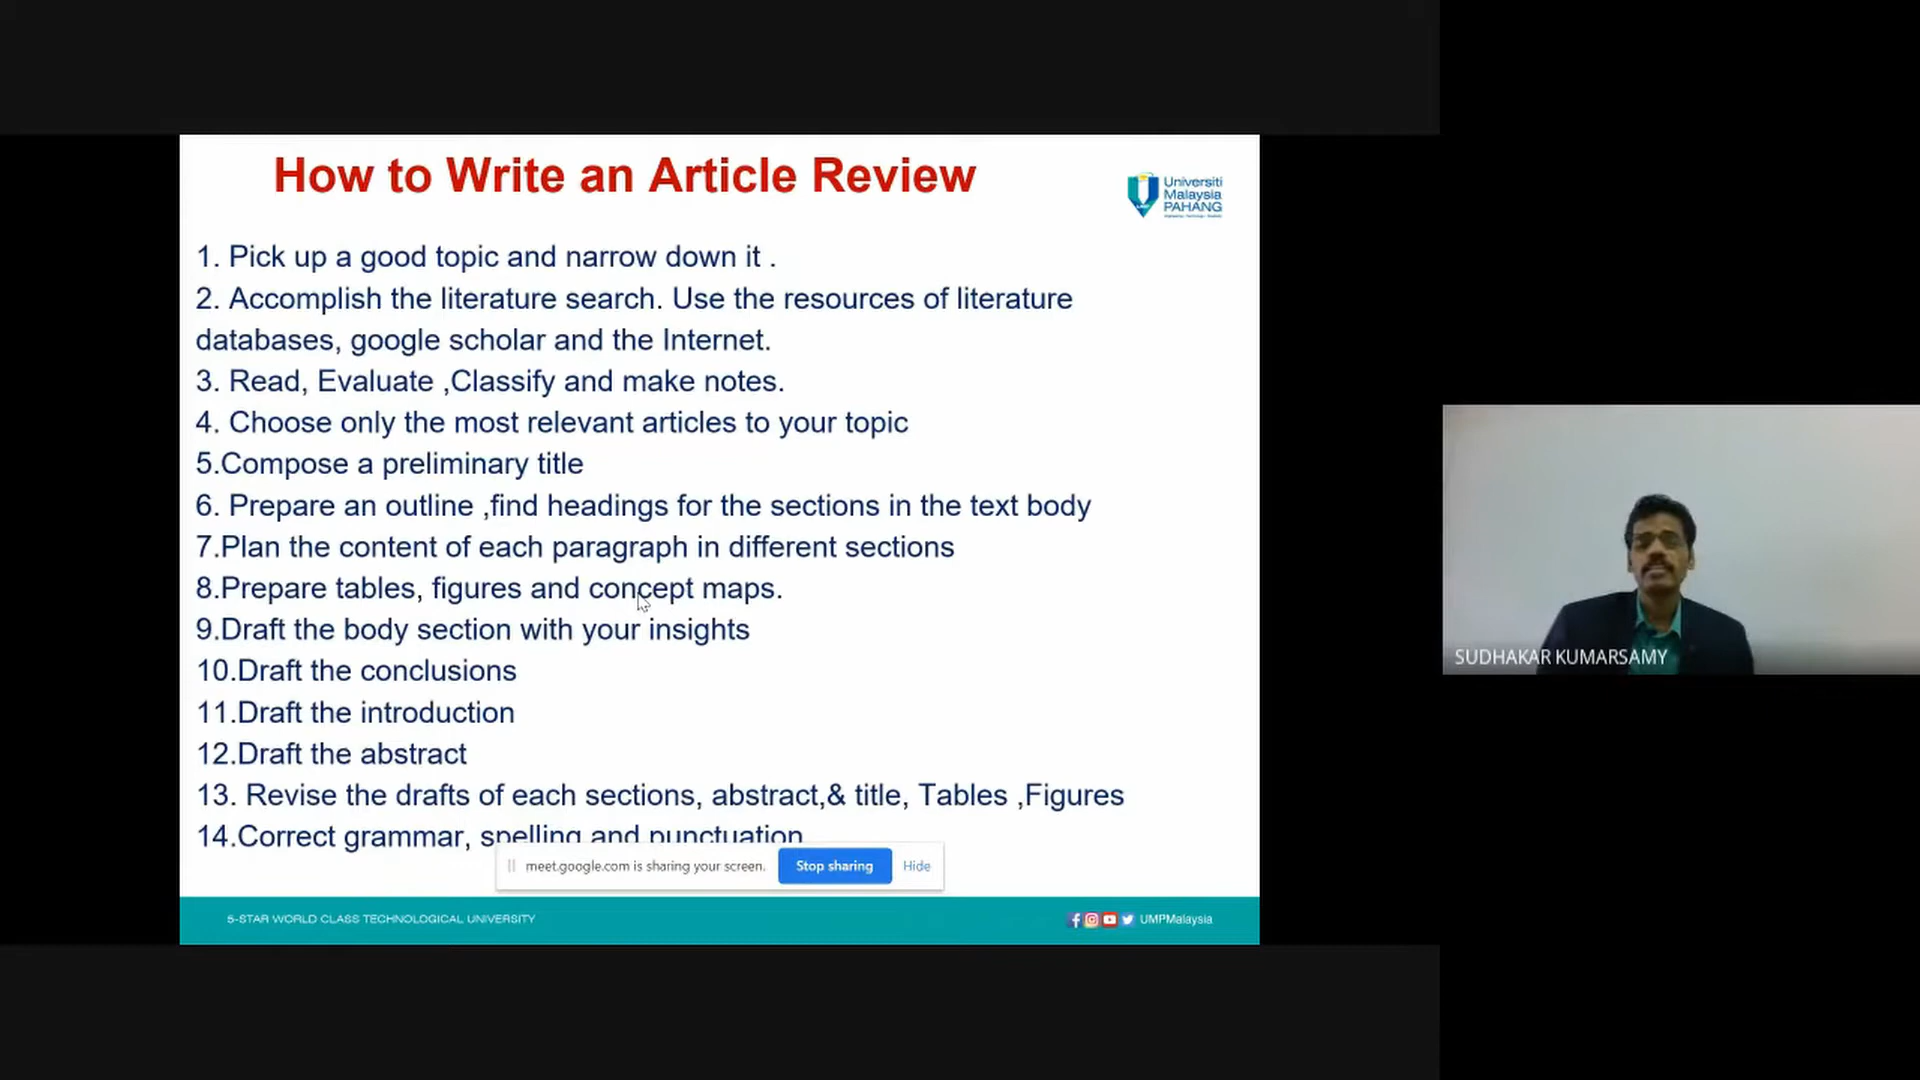 How to Write an Article Review
Universiti
Malaysia
PAHANG
1. Pick up a good topic and narrow down it .
2. Accomplish the literature search. Use the resources of literature
databases, google scholar and the Internet.
3. Read, Evaluate ,Classify and make notes.
4. Choose only the most relevant articles to your topic
5.Compose a preliminary title
6. Prepare an outline ,find headings for the sections in the text body
7.Plan the content of each paragraph in different sections
8.Prepare tables, figures and concept maps.
9.Draft the body section with your insights
10.Draft the conclusions
11.Draft the introduction
12.Draft the abstract
13. Revise the drafts of each sections, abstract,& title, Tables ,Figures
14.Correct grammar, spelling and punctuation
meet.google.com is sharing your screen. Stop sharing Hide
5-STAR WORLD CLASS TECHNOLOGICAL UNIVERSITY
UMPMalaysia
SUDHAKAR KUMARSAMY